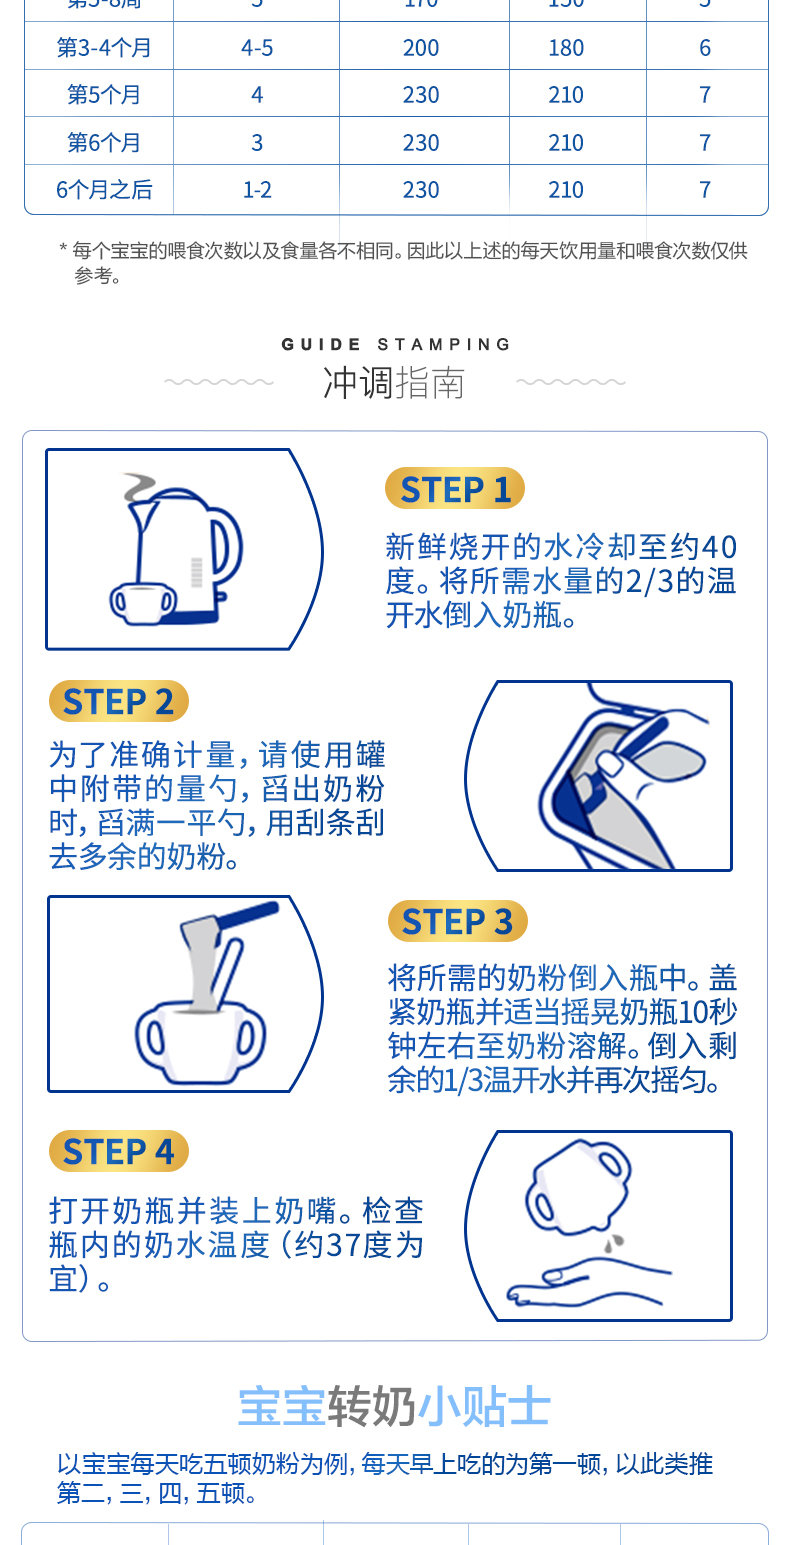 第5-8周 5 170 150 5
第3-4个月 4-5 200 180 6
第5个月 4 230 210 7
第6个月 3 230 210 7
6个月之后 1-2 230 210 7
* 每个宝宝的喂食次数以及食量各不相同。因此以上述的每天饮用量和喂食次数仅供
参考。
GUIDE STAMPING
冲调指南
STEP 1
新鲜烧开的水冷却至约40
度。将所需水量的2/3的温
开水倒入奶瓶。
STEP 2
为了准确计量，请使用罐
中附带的量勺，舀出奶粉
时，舀满一平勺，用刮条刮
去多余的奶粉。
STEP 3
将所需的奶粉倒入瓶中。盖
紧奶瓶并适当摇晃奶瓶10秒
钟左右至奶粉溶解。倒入剩
余的1/3温开水并再次摇匀。
STEP 4
打开奶瓶并装上奶嘴。检查
瓶内的奶水温度（约37度为
宜）。
宝宝转奶小贴士
以宝宝每天吃五顿奶粉为例，每天早上吃的为第一顿，以此类推
第二，三，四，五顿。